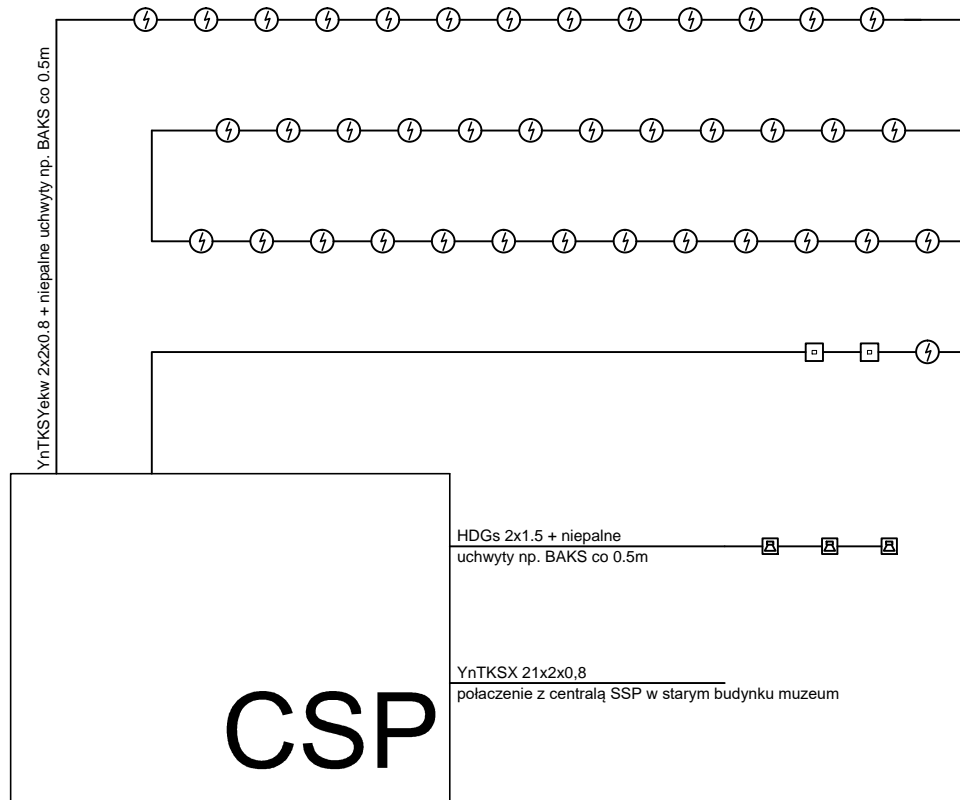 YnTKSYekw 2x2x0.8 + niepalne uchwyty np. BAKS co 0.5m
HDGs 2x1.5 + niepalne
uchwyty np. BAKS co 0.5m
YnTKSX 21x2x0,8
połaczenie z centralą SSP w starym budynku muzeum
CSP